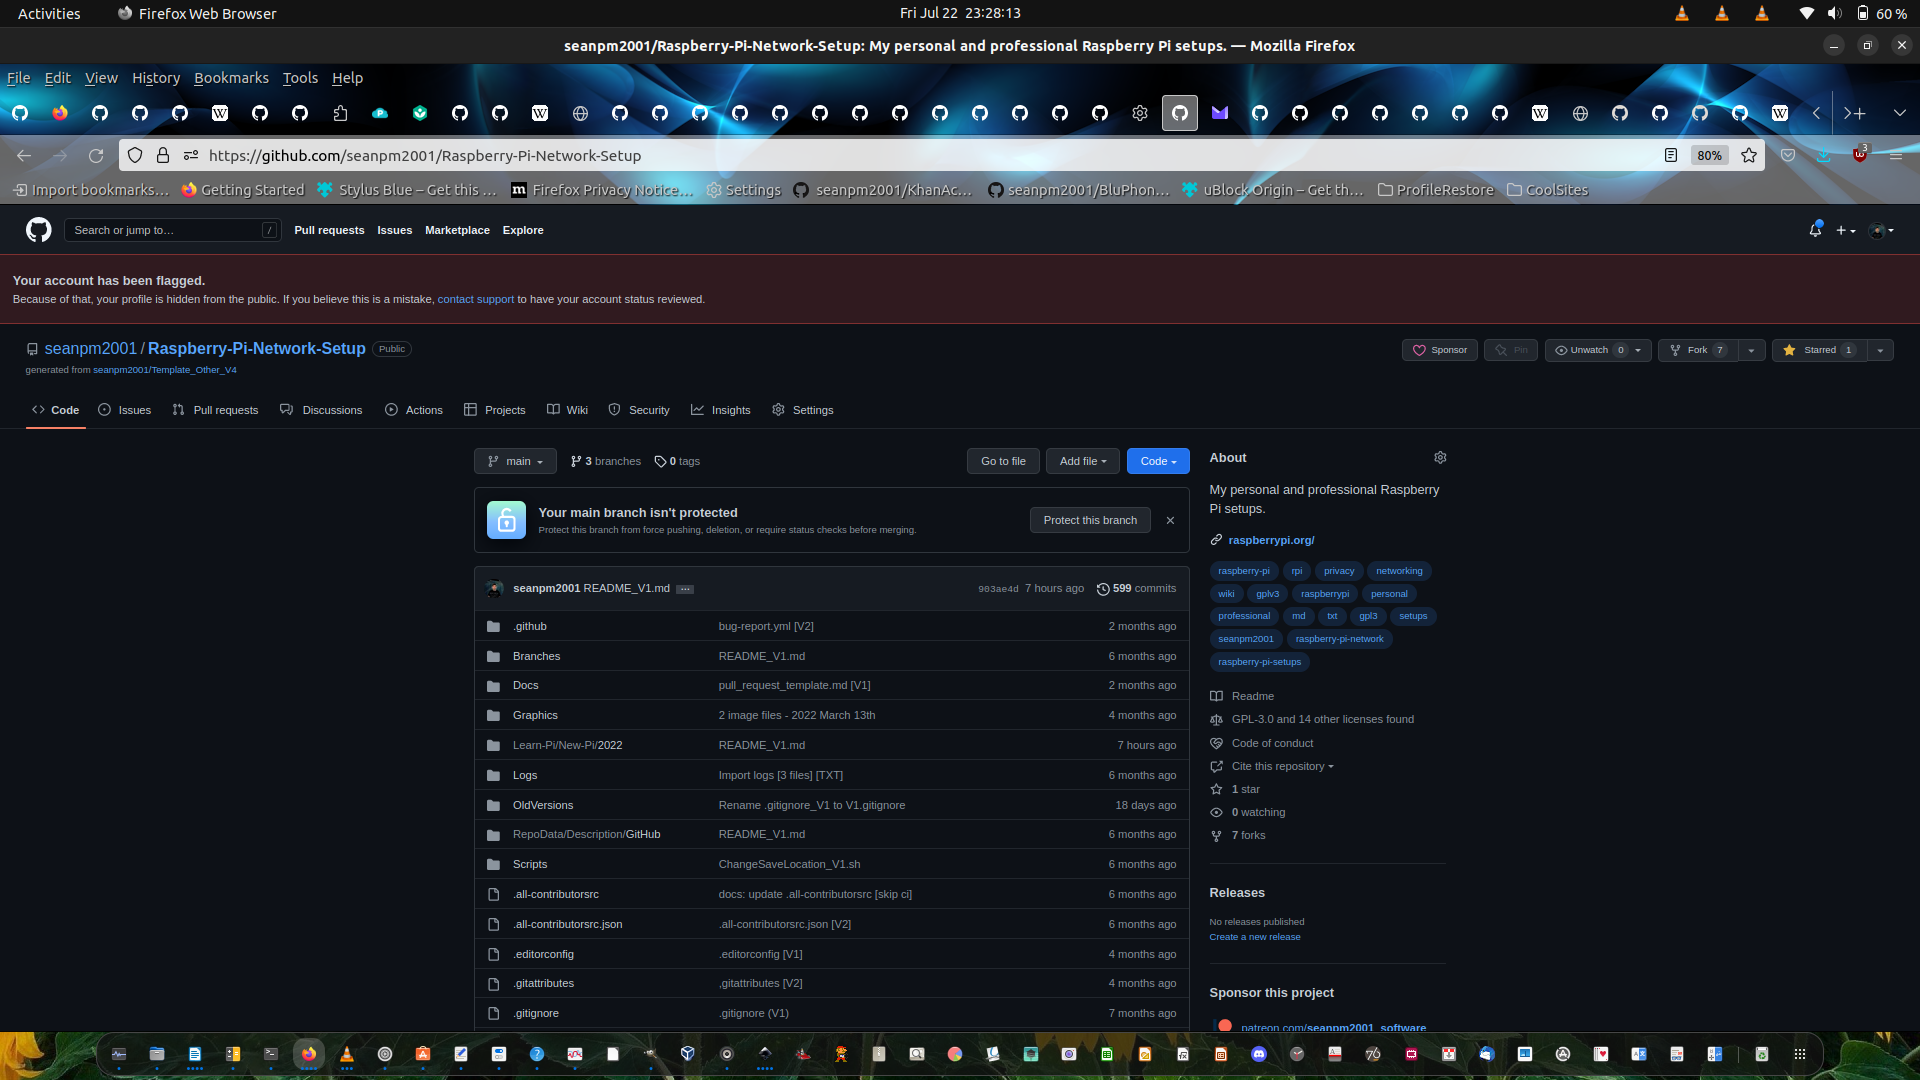 Activities Firefox Web Browser Fri Jul 22 23:28:13 60 %
seanpm2001/Raspberry-Pi-Network-Setup: My personal and professional Raspberry Pi setups. — Mozilla Firefox
File Edit View History Bookmarks Tools Help
https://github.com/seanpm2001/Raspberry-Pi-Network-Setup 80% 3
Import bookmarks... Getting Started Stylus Blue – Get this ... Firefox Privacy Notice... Settings seanpm2001/KhanAc... seanpm2001/BluPhon... uBlock Origin – Get th... ProfileRestore CoolSites
Search or jump to... / Pull requests Issues Marketplace Explore
Your account has been flagged.
Because of that, your profile is hidden from the public. If you believe this is a mistake, contact support to have your account status reviewed.
seanpm2001 / Raspberry-Pi-Network-Setup Public Sponsor Pin Unwatch 0 Fork 7 Starred 1
generated from seanpm2001/Template_Other_V4
Code Issues Pull requests Discussions Actions Projects Wiki Security Insights Settings
main 3 branches 0 tags Go to file Add file Code
Your main branch isn't protected
Protect this branch from force pushing, deletion, or require status checks before merging.
Protect this branch
seanpm2001 README_V1.md ... 903ae4d 7 hours ago 599 commits
.github bug-report.yml [V2] 2 months ago
Branches README_V1.md 6 months ago
Docs pull_request_template.md [V1] 2 months ago
Graphics 2 image files - 2022 March 13th 4 months ago
Learn-Pi/New-Pi/2022 README_V1.md 7 hours ago
Logs Import logs [3 files] [TXT] 6 months ago
OldVersions Rename .gitignore_V1 to V1.gitignore 18 days ago
RepoData/Description/GitHub README_V1.md 6 months ago
Scripts ChangeSaveLocation_V1.sh 6 months ago
.all-contributorsrc docs: update .all-contributorsrc [skip ci] 6 months ago
.all-contributorsrc.json .all-contributorsrc.json [V2] 6 months ago
.editorconfig .editorconfig [V1] 4 months ago
.gitattributes .gitattributes [V2] 4 months ago
.gitignore .gitignore (V1) 7 months ago
About
My personal and professional Raspberry
Pi setups.
raspberrypi.org/
raspberry-pi rpi privacy networking
wiki gplv3 raspberrypi personal
professional md txt gpl3 setups
seanpm2001 raspberry-pi-network
raspberry-pi-setups
Readme
GPL-3.0 and 14 other licenses found
Code of conduct
Cite this repository
1 star
0 watching
7 forks
Releases
No releases published
Create a new release
Sponsor this project
patreon.com/seanpm2001_software